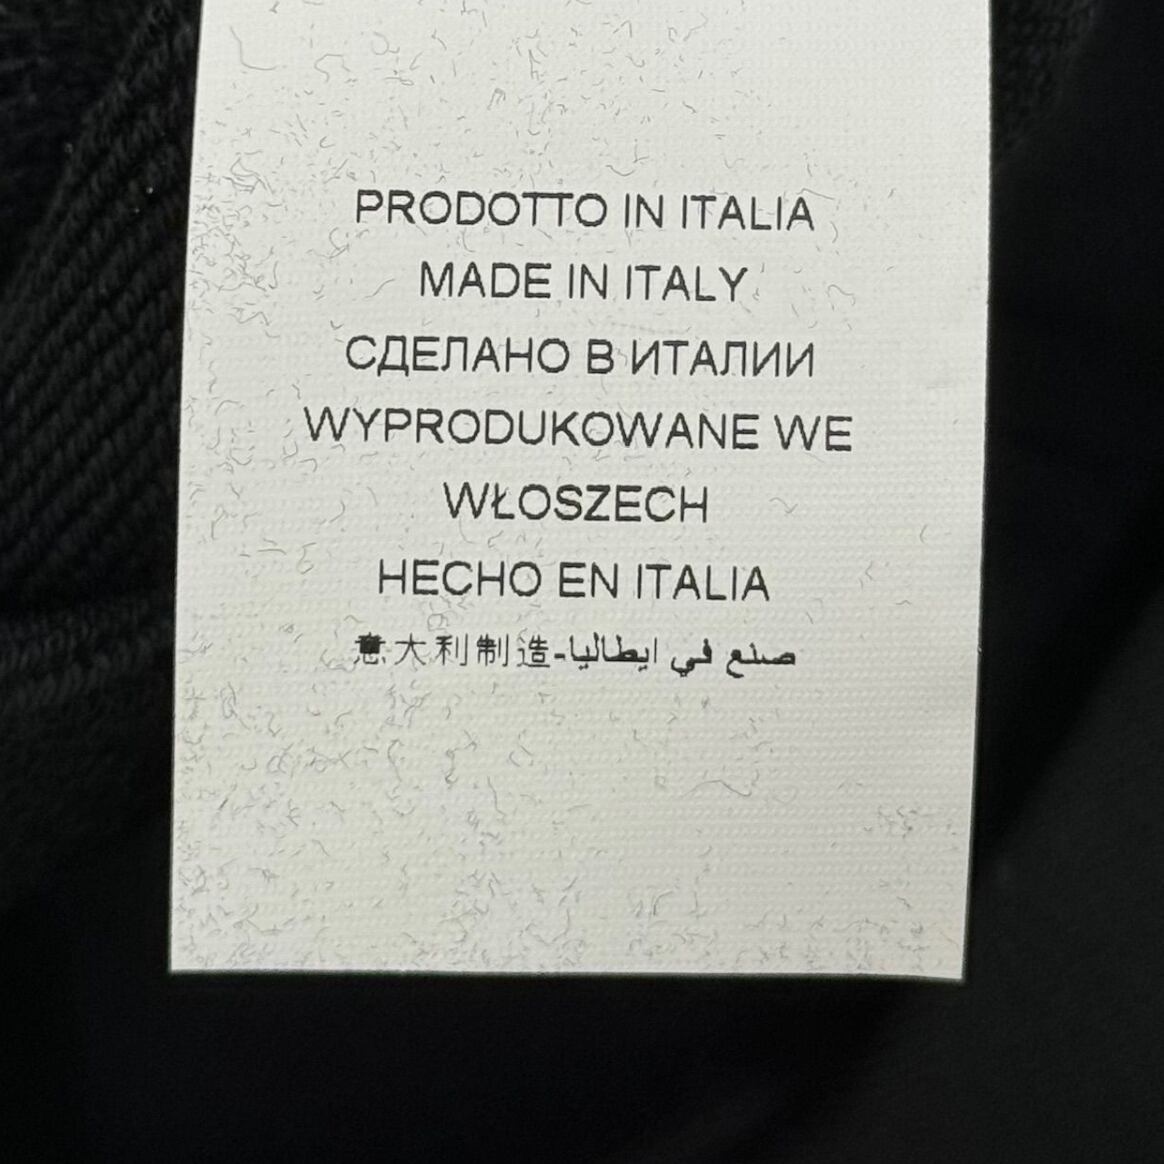 PRODOTTO IN ITALIA
MADE IN ITALY
СДЕЛАНО В ИТАЛИИ
WYPRODUKOWANE WE
WŁOSZECH
HECHO EN ITALIA
意大利制造-صنع في ايطاليا